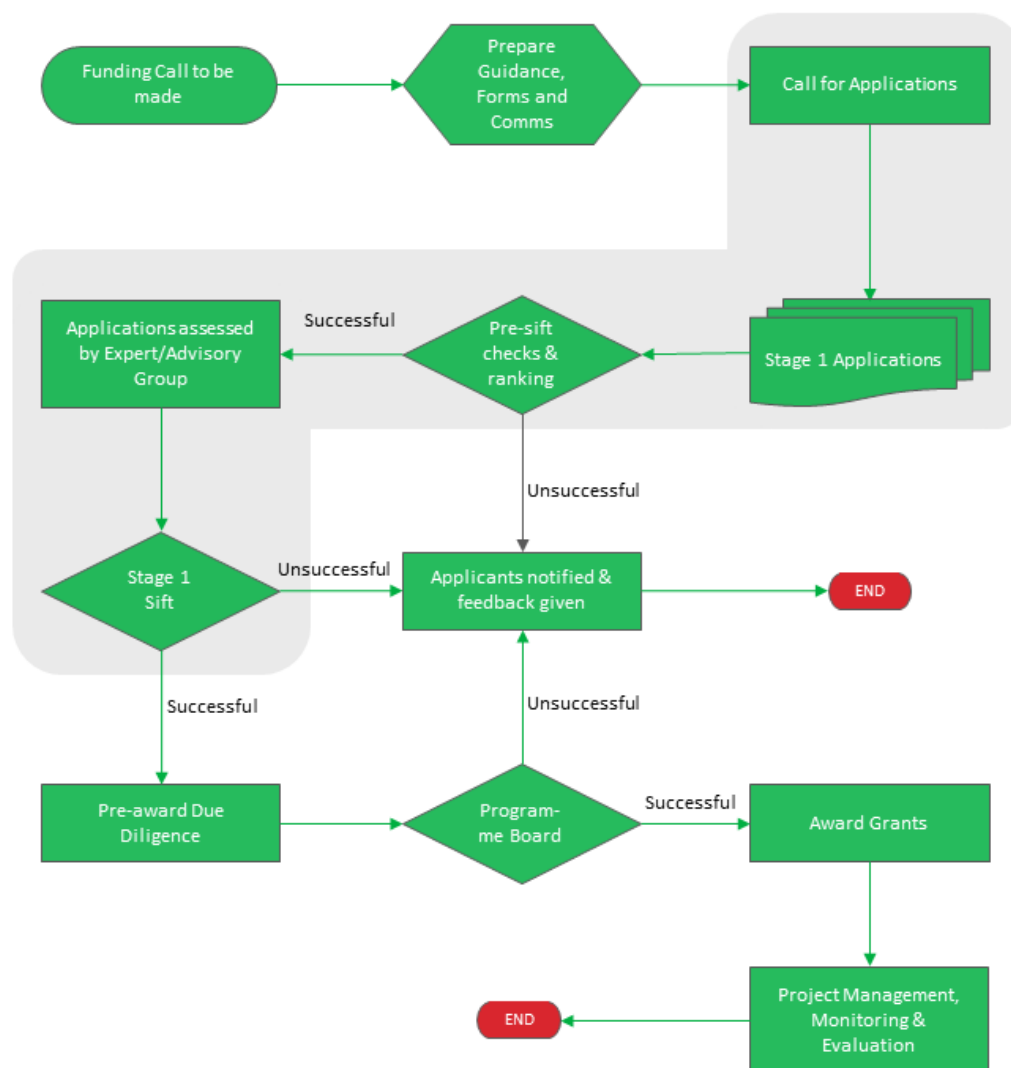 Funding Call to be
made
Prepare
Guidance,
Forms and
Comms
Call for Applications
Applications assessed
by Expert/Advisory
Group
Successful
Pre-sift
checks &
ranking
Stage 1 Applications
Unsuccessful
Stage 1
Sift
Unsuccessful
Applicants notified &
feedback given
END
Successful
Unsuccessful
Pre-award Due
Diligence
Program-
me Board
Successful
Award Grants
END
Project Management,
Monitoring &
Evaluation